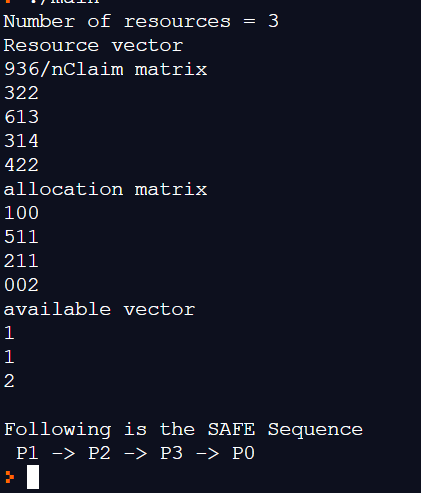 ./main
Number of resources = 3
Resource vector
936/nClaim matrix
322
613
314
422
allocation matrix
100
511
211
002
available vector
1
1
2
Following is the SAFE Sequence
P1 -> P2 -> P3 -> P0